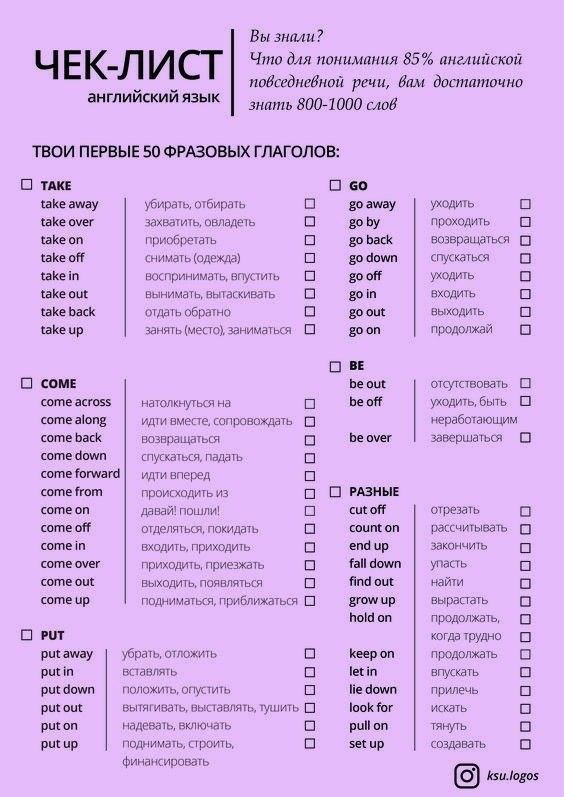 ЧЕК-ЛИСТ
английский язык
Вы знали?
Что для понимания 85% английской
повседневной речи, вам достаточно
знать 800-1000 слов
ТВОИ ПЕРВЫЕ 50 ФРАЗОВЫХ ГЛАГОЛОВ:
TAKE
take away убирать, отбирать
take over захватить, овладеть
take on приобретать
take off снимать (одежда)
take in воспринимать, впустить
take out вынимать, вытаскивать
take back отдать обратно
take up занять (место), заниматься
COME
come across натолкнуться на
come along идти вместе, сопровождать
come back возвращаться
come down спускаться, падать
come forward идти вперед
come from происходить из
come on давай! пошли!
come off отделяться, покидать
come in входить, приходить
come over приходить, приезжать
come out выходить, появляться
come up подниматься, приближаться
PUT
put away убрать, отложить
put in вставлять
put down положить, опустить
put out вытягивать, выставлять, тушить
put on надевать, включать
put up поднимать, строить,
финансировать
GO
go away уходить
go by проходить
go back возвращаться
go down спускаться
go off уходить
go in входить
go out выходить
go on продолжай
BE
be out отсутствовать
be off уходить, быть
неработающим
be over завершаться
РАЗНЫЕ
cut off отрезать
count on рассчитывать
end up закончить
fall down упасть
find out найти
grow up вырастать
hold on продолжать,
когда трудно
keep on продолжать
let in впускать
lie down прилечь
look for искать
pull on тянуть
set up создавать
ksu.logos